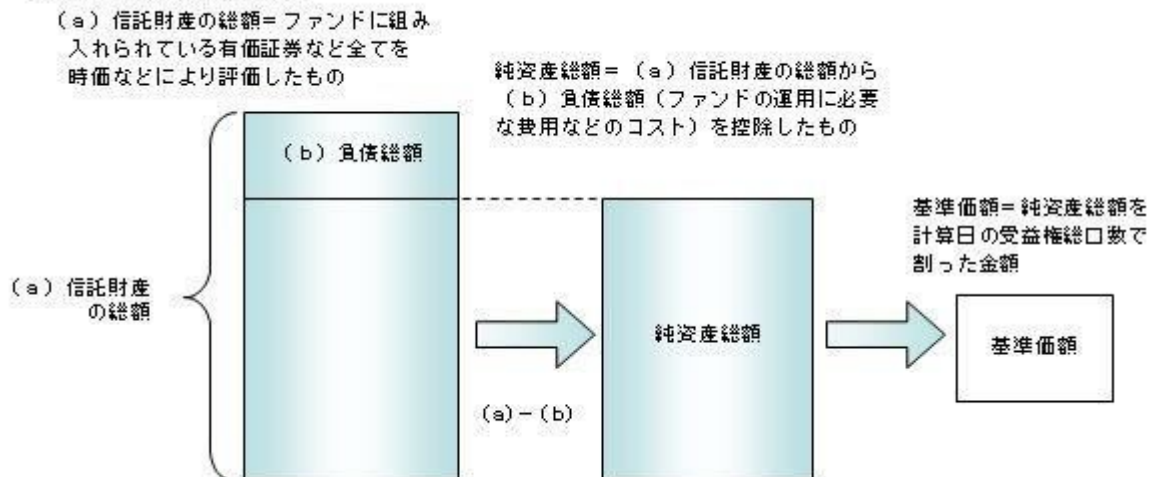 （a）信託財産の総額=ファンドに組み
入れられている有価証券など全てを
時価などにより評価したもの
純資産総額=（a）信託財産の総額から
（b）負債総額（ファンドの運用に必要
な費用などのコスト）を控除したもの
（b）負債総額
基準価額=純資産総額を
計算日の受益権総口数で
割った金額
（a）信託財産
の総額
純資産総額
基準価額
(a)－(b)